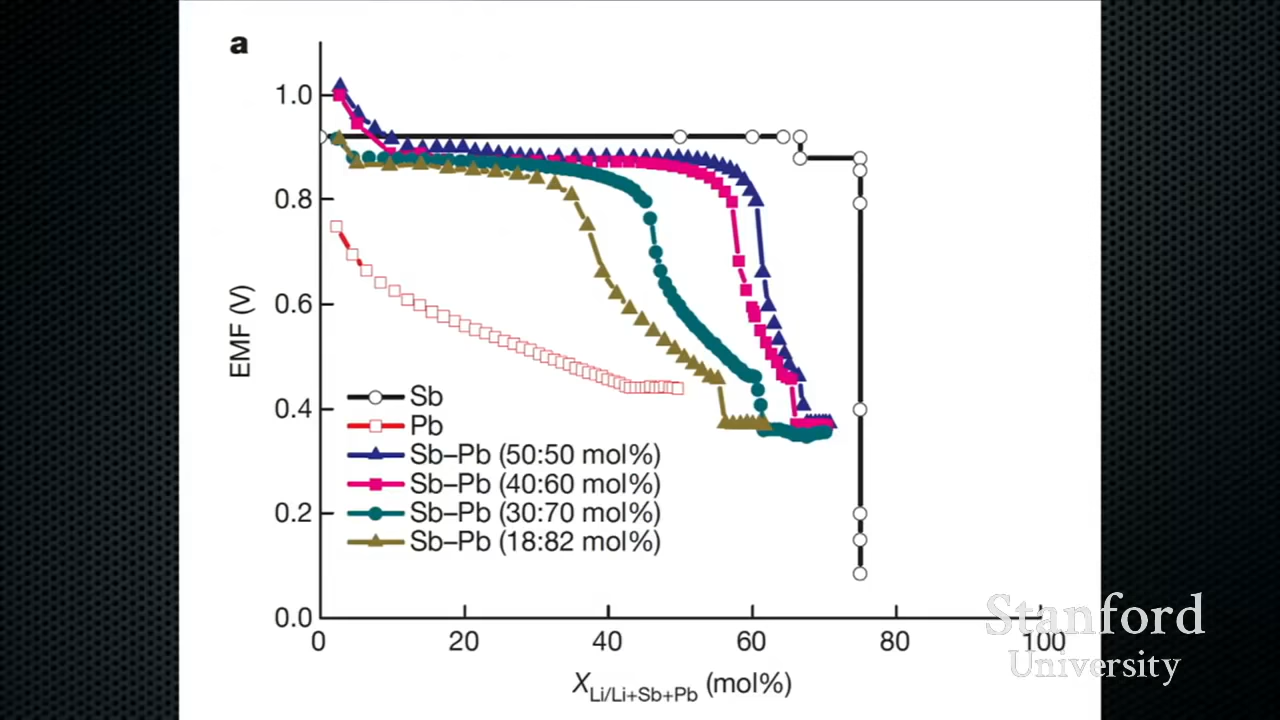 a
1.0
0.8
0.6
0.4
0.2
0.0
EMF (V)
Sb
Pb
Sb–Pb (50:50 mol%)
Sb–Pb (40:60 mol%)
Sb–Pb (30:70 mol%)
Sb–Pb (18:82 mol%)
0 20 40 60 80 100
XLi/Li+Sb+Pb (mol%)
Stanford
University